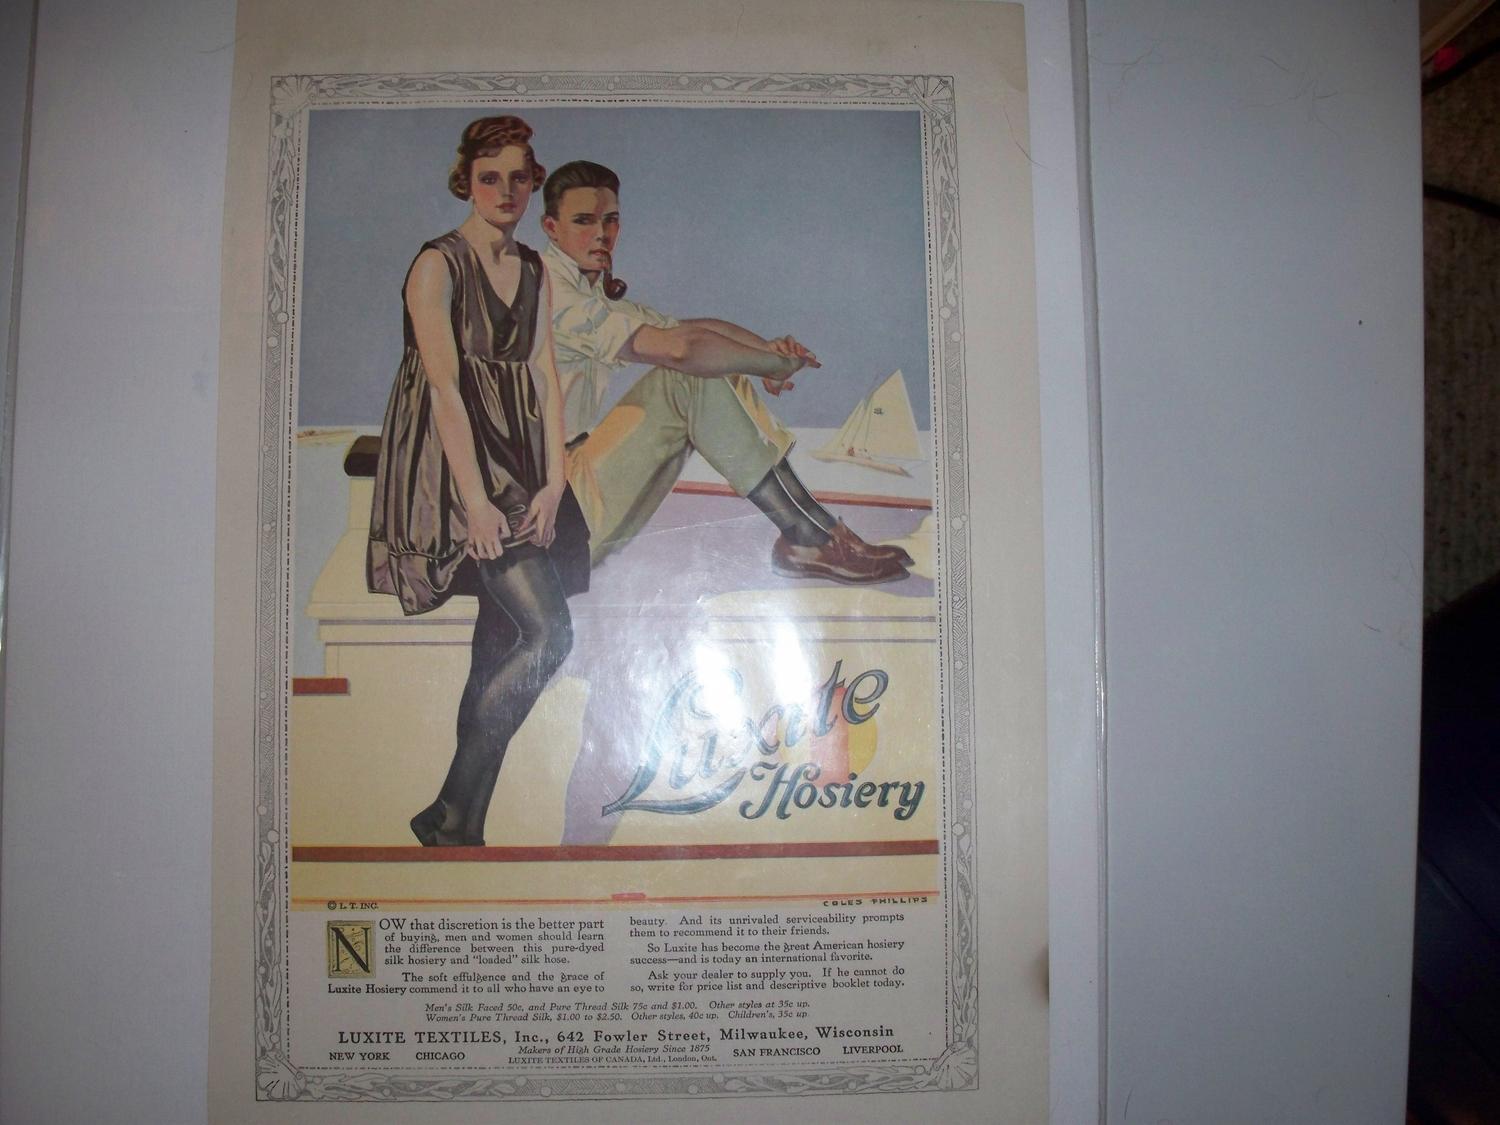 Luxite
Hosiery
© L. T. INC.
COLES PHILLIPS
NOW that discretion is the better part
of buying, men and women should learn
the difference between this pure-dyed
silk hosiery and "loaded" silk hose.
The soft effulgence and the grace of
Luxite Hosiery commend it to all who have an eye to
beauty. And its unrivaled serviceability prompts
them to recommend it to their friends.
So Luxite has become the great American hosiery
success—and is today an international favorite.
Ask your dealer to supply you. If he cannot do
so, write for price list and descriptive booklet today.
Men's Silk Faced 50c, and Pure Thread Silk 75c and $1.00. Other styles at 35c up.
Women's Pure Thread Silk, $1.00 to $2.50. Other styles, 40c up. Children's, 35c up.
LUXITE TEXTILES, Inc., 642 Fowler Street, Milwaukee, Wisconsin
Makers of High Grade Hosiery Since 1875
NEW YORK CHICAGO SAN FRANCISCO LIVERPOOL
LUXITE TEXTILES OF CANADA, Ltd., London, Ont.